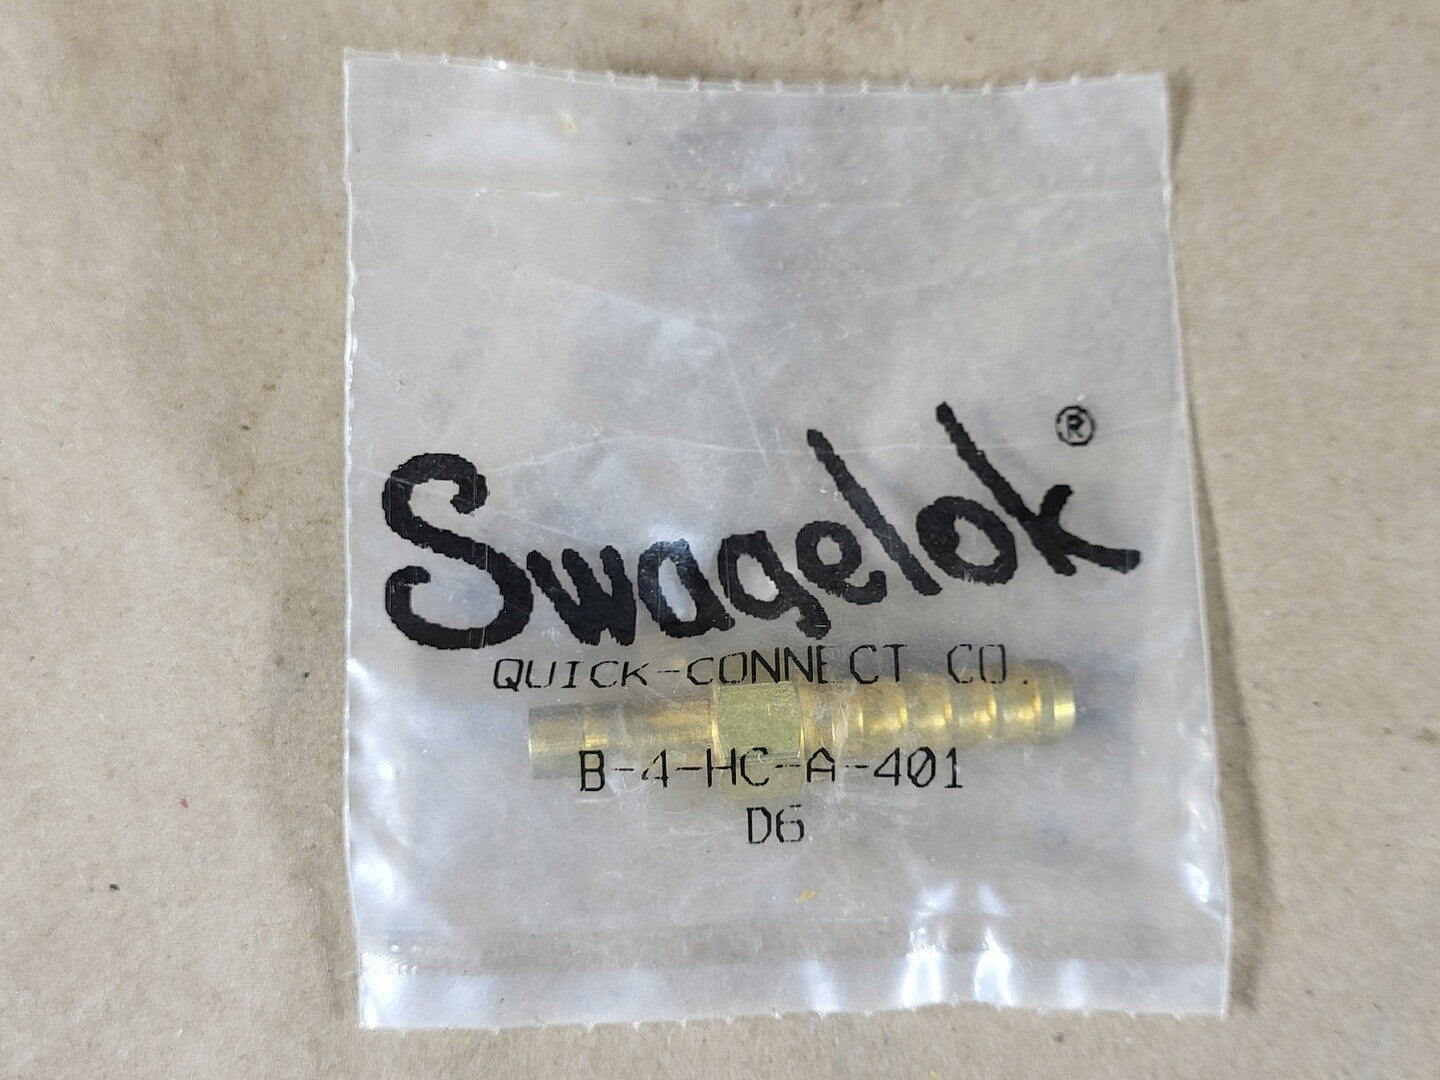 Swagelok®
QUICK-CONNECT CO.
B-4-HC-A-401
D6